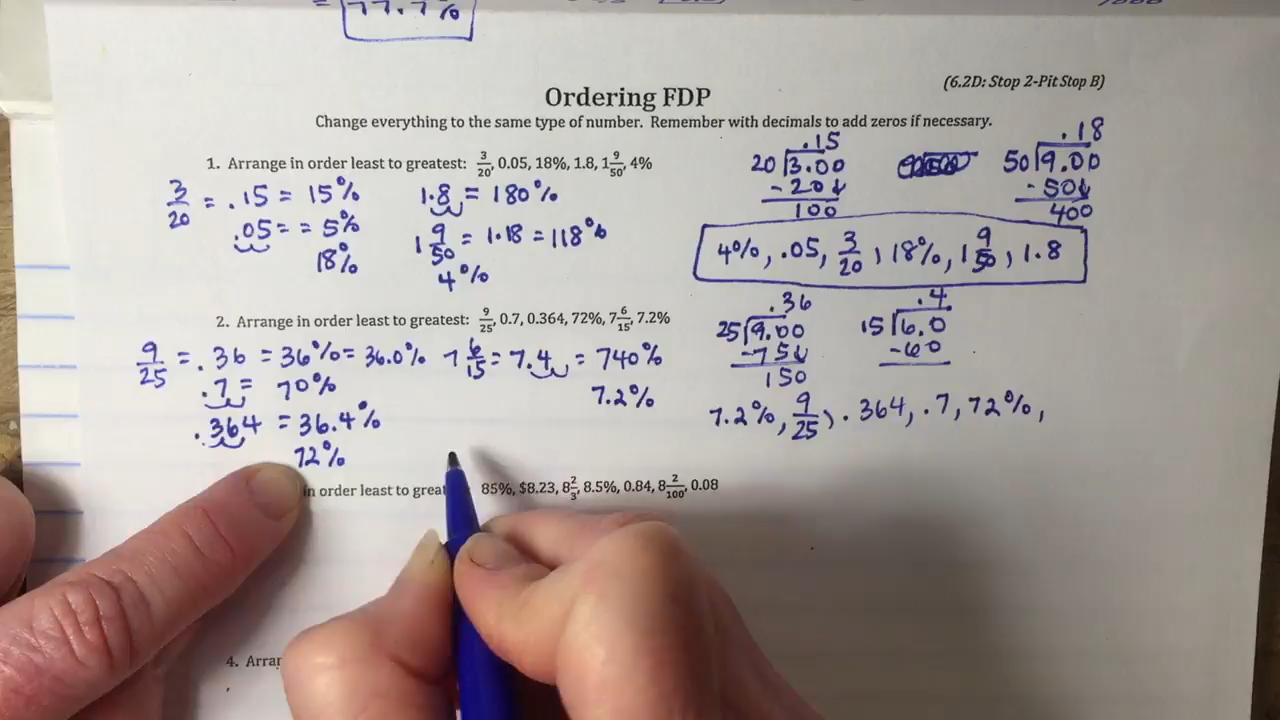 = 77.7%
(6.2D: Stop 2-Pit Stop B)
Ordering FDP
Change everything to the same type of number. Remember with decimals to add zeros if necessary.
1. Arrange in order least to greatest: 3/20, 0.05, 18%, 1.8, 1 9/50, 4%
3/20 = .15 = 15%
.05 = = 5%
18%
1.8 = 180%
1 9/50 = 1.18 = 118%
4%
.15
20 3.00
-20
100
.18
50 9.00
-50
400
4%, .05, 3/20, 18%, 1 9/50, 1.8
2. Arrange in order least to greatest: 9/25, 0.7, 0.364, 72%, 7 6/15, 7.2%
9/25 = .36 = 36% = 36.0%
.7 = 70%
.364 = 36.4%
72%
7 6/15 = 7.4 = 740%
7.2%
.36
25 9.00
-75
150
.4
15 6.0
-60
7.2%, 9/25, .364, .7, 72%,
in order least to great 85%, $8.23, 8 2/3, 8.5%, 0.84, 8 2/100, 0.08
4. Arra